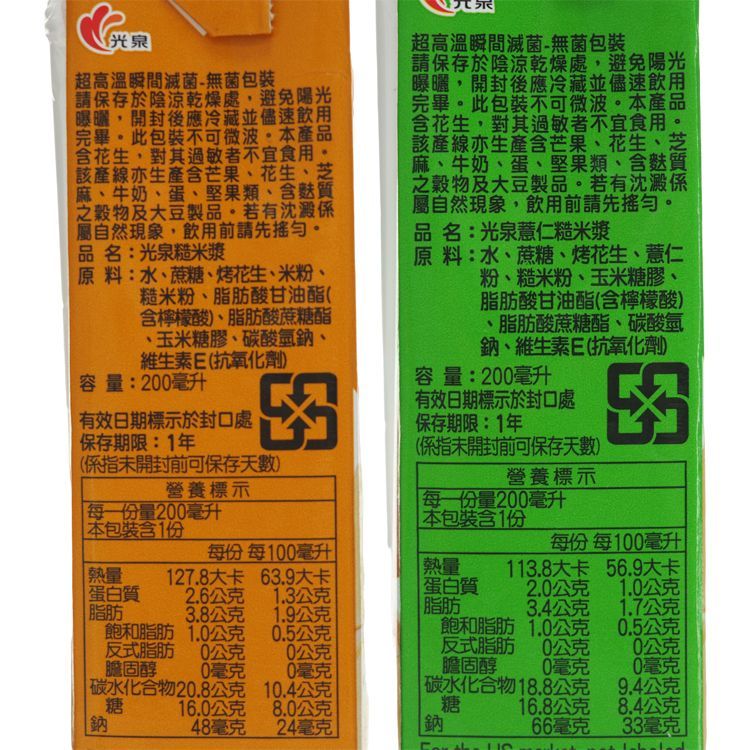 光泉
超高溫瞬間滅菌-無菌包裝
請保存於陰涼乾燥處，避免陽光
曝曬，開封後應冷藏並儘速飲用
完畢。此包裝不可微波。本產品
含花生，對其過敏者不宜食用。
該產線亦生產含芒果、花生、芝
麻、牛奶、蛋、堅果類、含麩質
之穀物及大豆製品。若有沈澱係
屬自然現象，飲用前請先搖勻。
品 名：光泉糙米漿
原 料：水、蔗糖、烤花生、米粉、
糙米粉、脂肪酸甘油酯(
含檸檬酸)、脂肪酸蔗糖酯
、玉米糖膠、碳酸氫鈉、
維生素E(抗氧化劑)
容 量：200毫升
有效日期標示於封口處
保存期限：1年
(係指未開封前可保存天數)
營養標示
每一份量200毫升
本包裝含1份
每份 每100毫升
熱量 127.8大卡 63.9大卡
蛋白質 2.6公克 1.3公克
脂肪 3.8公克 1.9公克
飽和脂肪 1.0公克 0.5公克
反式脂肪 0公克 0公克
膽固醇 0毫克 0毫克
碳水化合物 20.8公克 10.4公克
糖 16.0公克 8.0公克
鈉 48毫克 24毫克
光泉
超高溫瞬間滅菌-無菌包裝
請保存於陰涼乾燥處，避免陽光
曝曬，開封後應冷藏並儘速飲用
完畢。此包裝不可微波。本產品
含花生，對其過敏者不宜食用。
該產線亦生產含芒果、花生、芝
麻、牛奶、蛋、堅果類、含麩質
之穀物及大豆製品。若有沈澱係
屬自然現象，飲用前請先搖勻。
品 名：光泉薏仁糙米漿
原 料：水、蔗糖、烤花生、薏仁
粉、糙米粉、玉米糖膠、
脂肪酸甘油酯(含檸檬酸)
、脂肪酸蔗糖酯、碳酸氫
鈉、維生素E(抗氧化劑)
容 量：200毫升
有效日期標示於封口處
保存期限：1年
(係指未開封前可保存天數)
營養標示
每一份量200毫升
本包裝含1份
每份 每100毫升
熱量 113.8大卡 56.9大卡
蛋白質 2.0公克 1.0公克
脂肪 3.4公克 1.7公克
飽和脂肪 1.0公克 0.5公克
反式脂肪 0公克 0公克
膽固醇 0毫克 0毫克
碳水化合物 18.8公克 9.4公克
糖 16.8公克 8.4公克
鈉 66毫克 33毫克